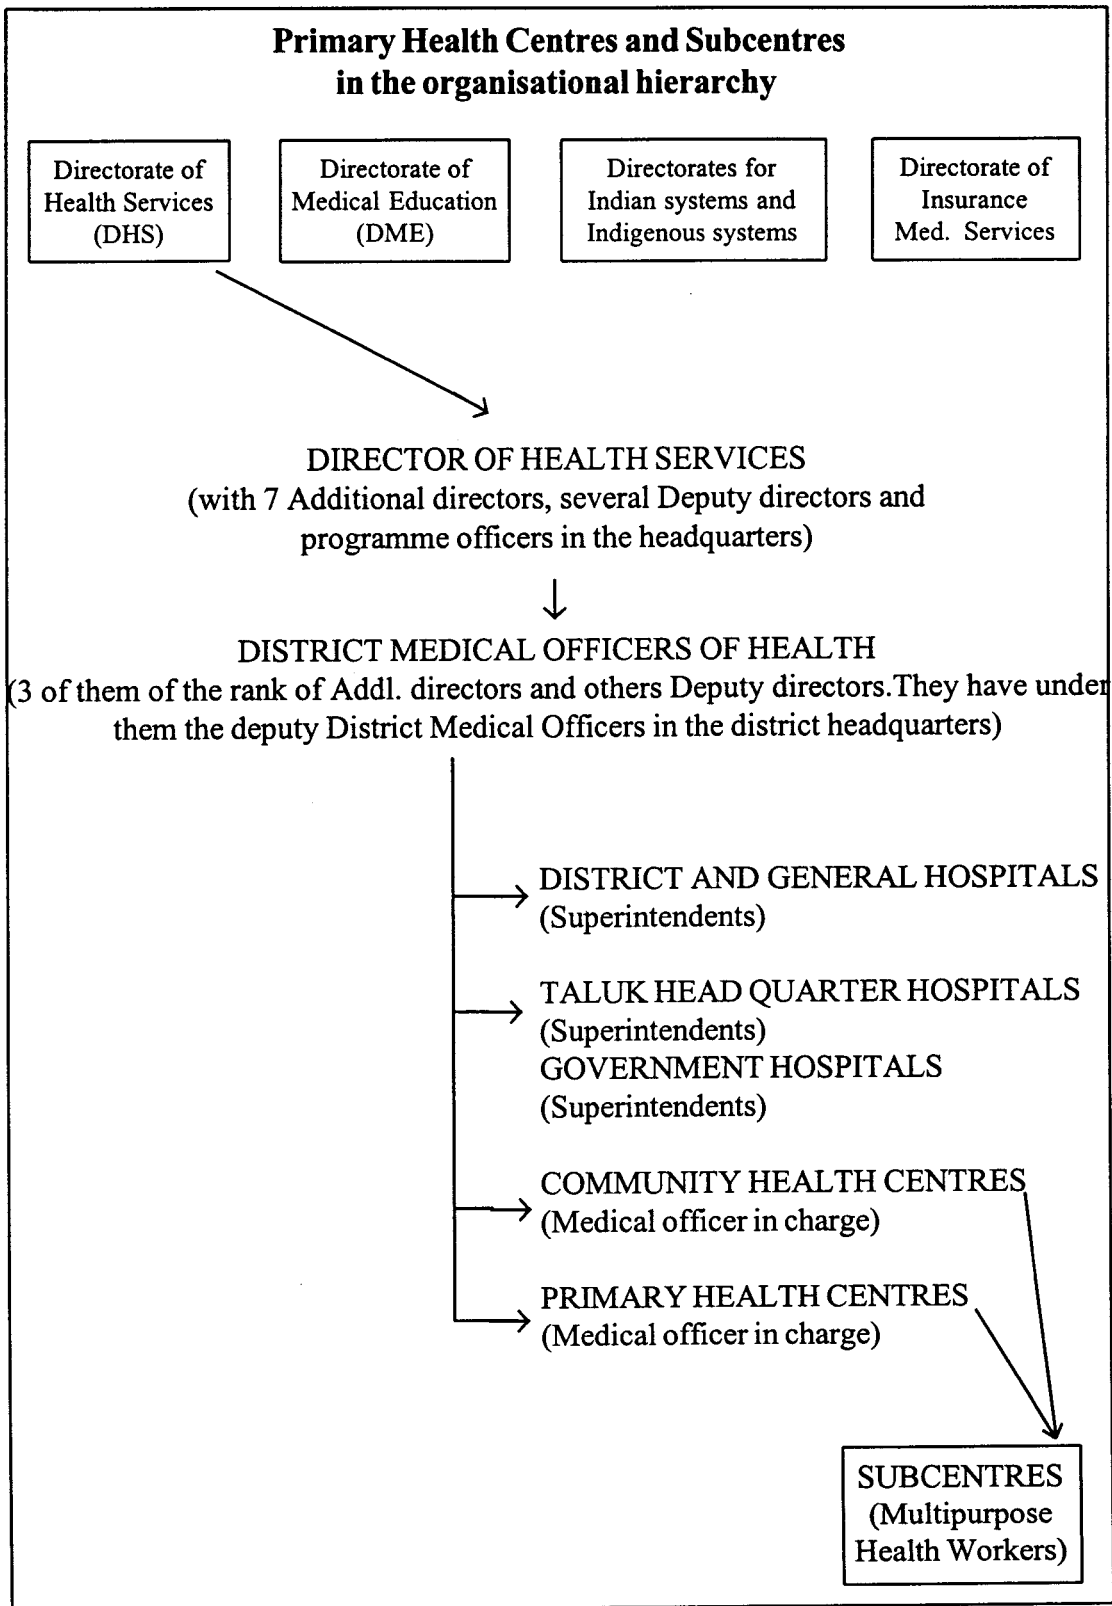 Primary Health Centres and Subcentres
in the organisational hierarchy
Directorate of
Health Services
(DHS)
Directorate of
Medical Education
(DME)
Directorates for
Indian systems and
Indigenous systems
Directorate of
Insurance
Med. Services
DIRECTOR OF HEALTH SERVICES
(with 7 Additional directors, several Deputy directors and
programme officers in the headquarters)
DISTRICT MEDICAL OFFICERS OF HEALTH
(3 of them of the rank of Addl. directors and others Deputy directors.They have under
them the deputy District Medical Officers in the district headquarters)
DISTRICT AND GENERAL HOSPITALS
(Superintendents)
TALUK HEAD QUARTER HOSPITALS
(Superintendents)
GOVERNMENT HOSPITALS
(Superintendents)
COMMUNITY HEALTH CENTRES
(Medical officer in charge)
PRIMARY HEALTH CENTRES
(Medical officer in charge)
SUBCENTRES
(Multipurpose
Health Workers)